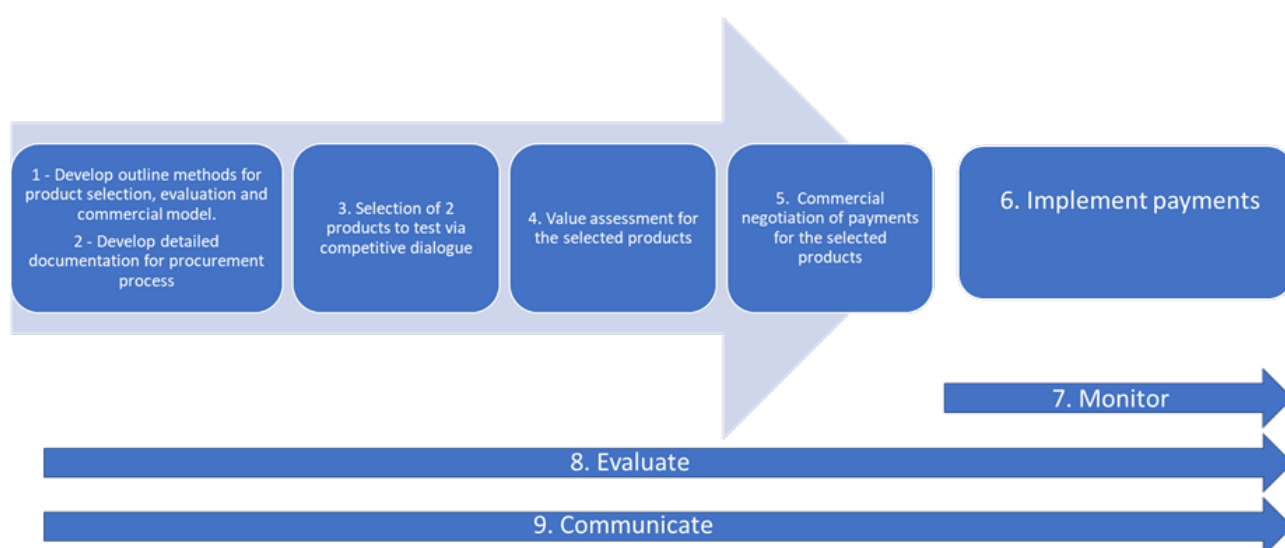 1 - Develop outline methods for
product selection, evaluation and
commercial model.
2 - Develop detailed
documentation for procurement
process
3. Selection of 2
products to test via
competitive dialogue
4. Value assessment for
the selected products
5.  Commercial
negotiation of payments
for the selected
products
6. Implement payments
7. Monitor
8. Evaluate
9. Communicate